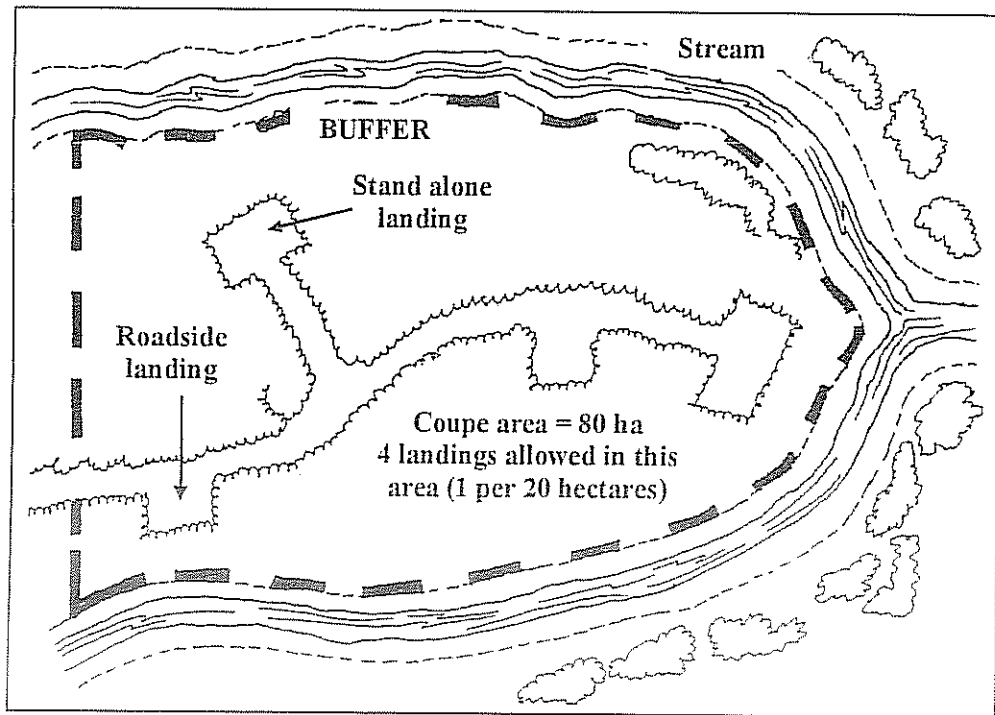 Stream
BUFFER
Stand alone
landing
Roadside
landing
Coupe area = 80 ha
4 landings allowed in this
area (1 per 20 hectares)